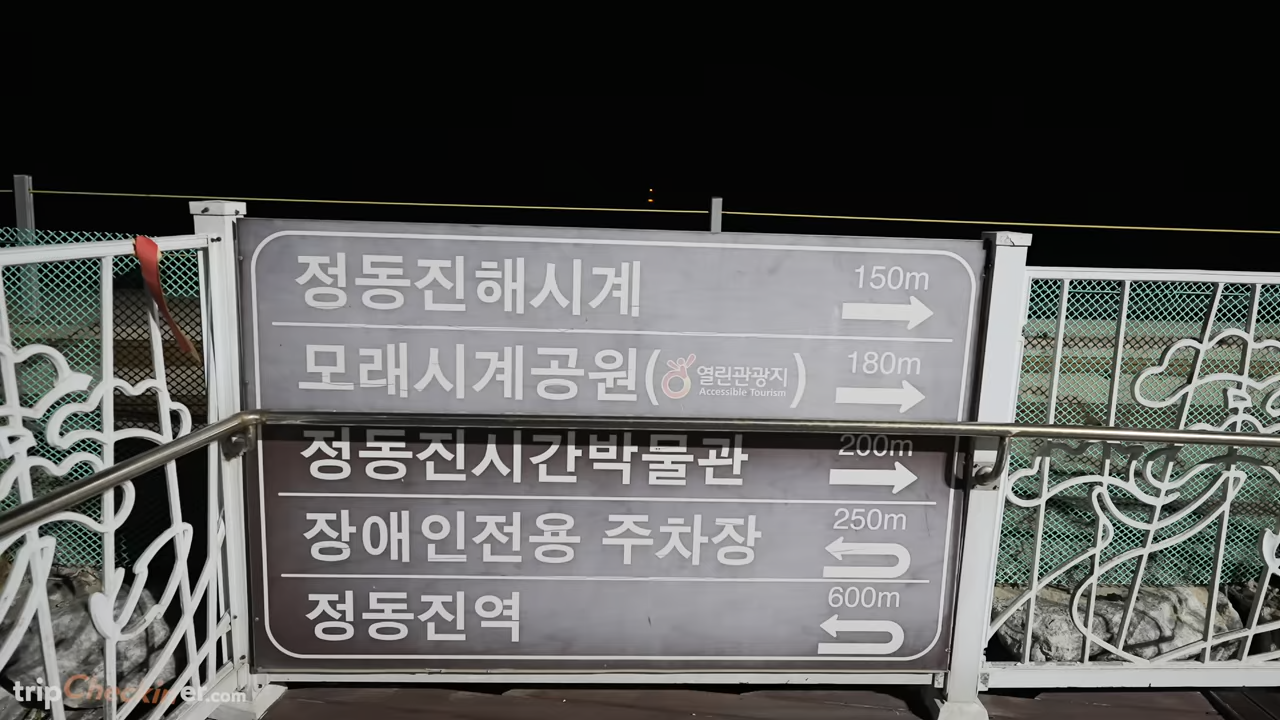 정동진해시계 150m
모래시계공원(열린관광지 Accessible Tourism) 180m
정동진시간박물관 200m
장애인전용 주차장 250m
정동진역 600m
tripCheckiner.com